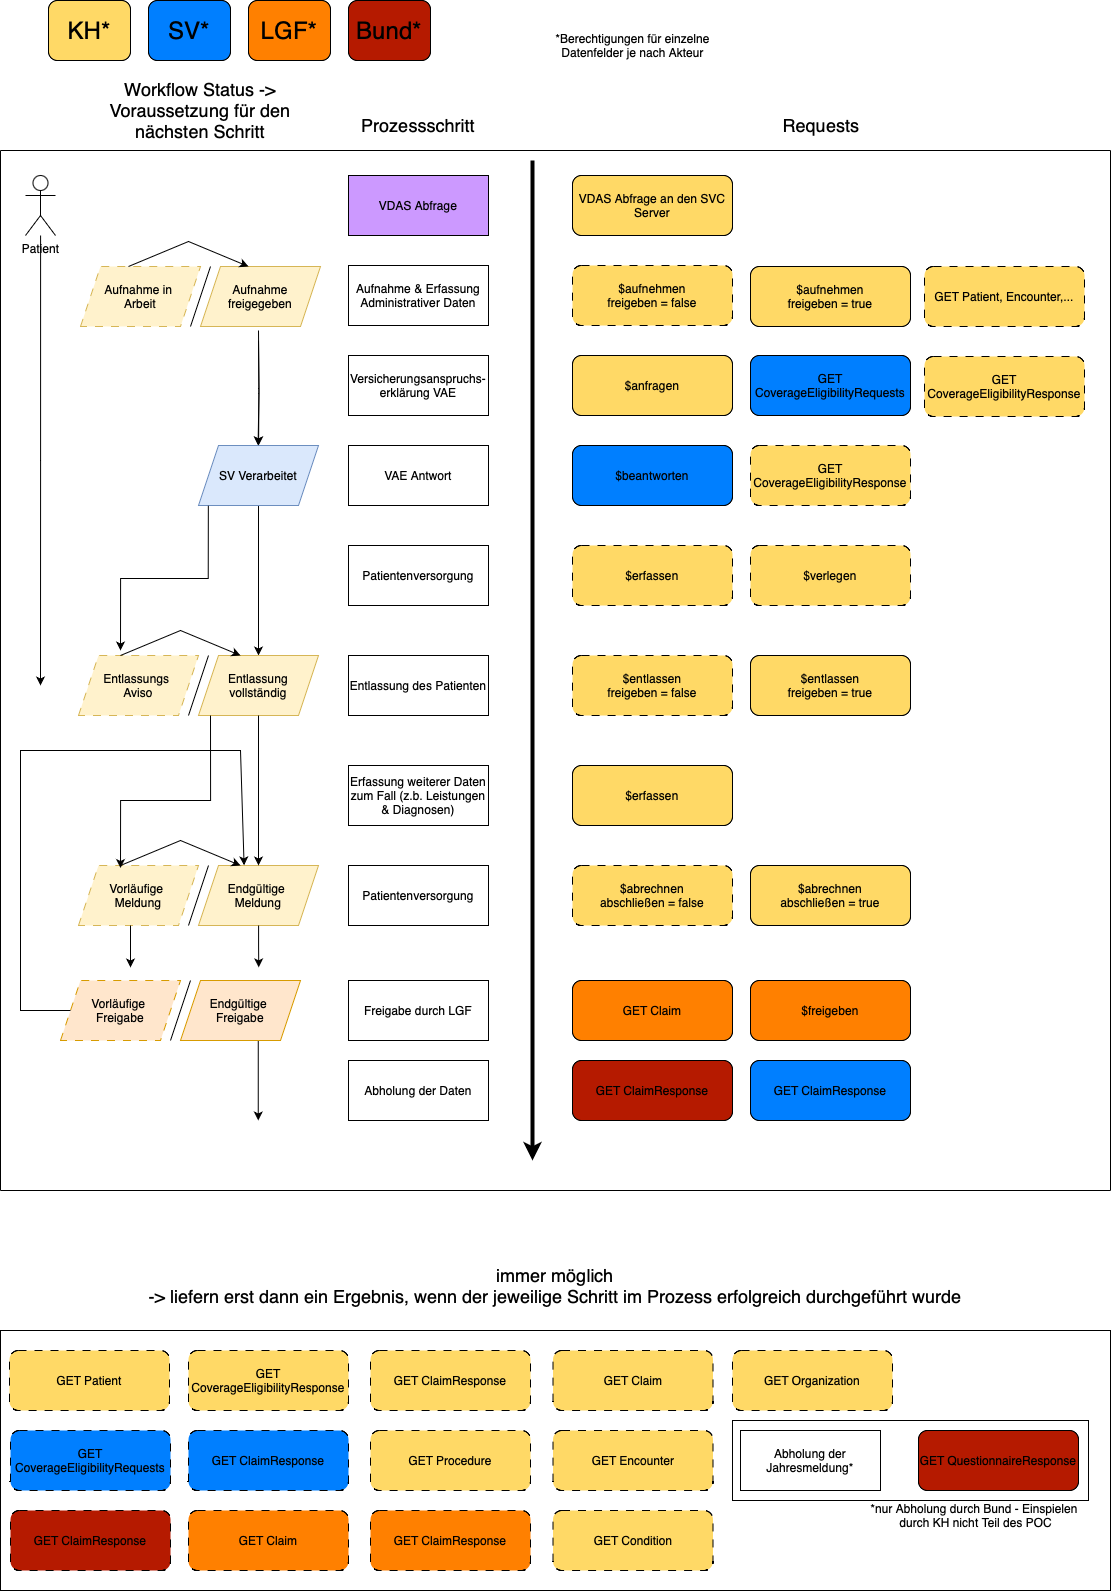 KH*
SV*
LGF*
Bund*
*Berechtigungen für einzelne
Datenfelder je nach Akteur
Workflow Status ->
Voraussetzung für den
nächsten Schritt
Prozessschritt
Requests
Patient
VDAS Abfrage
VDAS Abfrage an den SVC
Server
Aufnahme in
Arbeit
Aufnahme
freigegeben
Aufnahme & Erfassung
Administrativer Daten
$aufnehmen
freigeben = false
$aufnehmen
freigeben = true
GET Patient, Encounter,...
Versicherungsanspruchs-
erklärung VAE
$anfragen
GET
CoverageEligibilityRequests
GET
CoverageEligibilityResponse
SV Verarbeitet
VAE Antwort
$beantworten
GET
CoverageEligibilityResponse
Patientenversorgung
$erfassen
$verlegen
Entlassungs
Aviso
Entlassung
vollständig
Entlassung des Patienten
$entlassen
freigeben = false
$entlassen
freigeben = true
Erfassung weiterer Daten
zum Fall (z.b. Leistungen
& Diagnosen)
$erfassen
Vorläufige
Meldung
Endgültige
Meldung
Patientenversorgung
$abrechnen
abschließen = false
$abrechnen
abschließen = true
Vorläufige
Freigabe
Endgültige
Freigabe
Freigabe durch LGF
GET Claim
$freigeben
Abholung der Daten
GET ClaimResponse
GET ClaimResponse
immer möglich
-> liefern erst dann ein Ergebnis, wenn der jeweilige Schritt im Prozess erfolgreich durchgeführt wurde
GET Patient
GET
CoverageEligibilityResponse
GET ClaimResponse
GET Claim
GET Organization
GET
CoverageEligibilityRequests
GET ClaimResponse
GET Procedure
GET Encounter
Abholung der
Jahresmeldung*
GET QuestionnaireResponse
*nur Abholung durch Bund - Einspielen
durch KH nicht Teil des POC
GET ClaimResponse
GET Claim
GET ClaimResponse
GET Condition